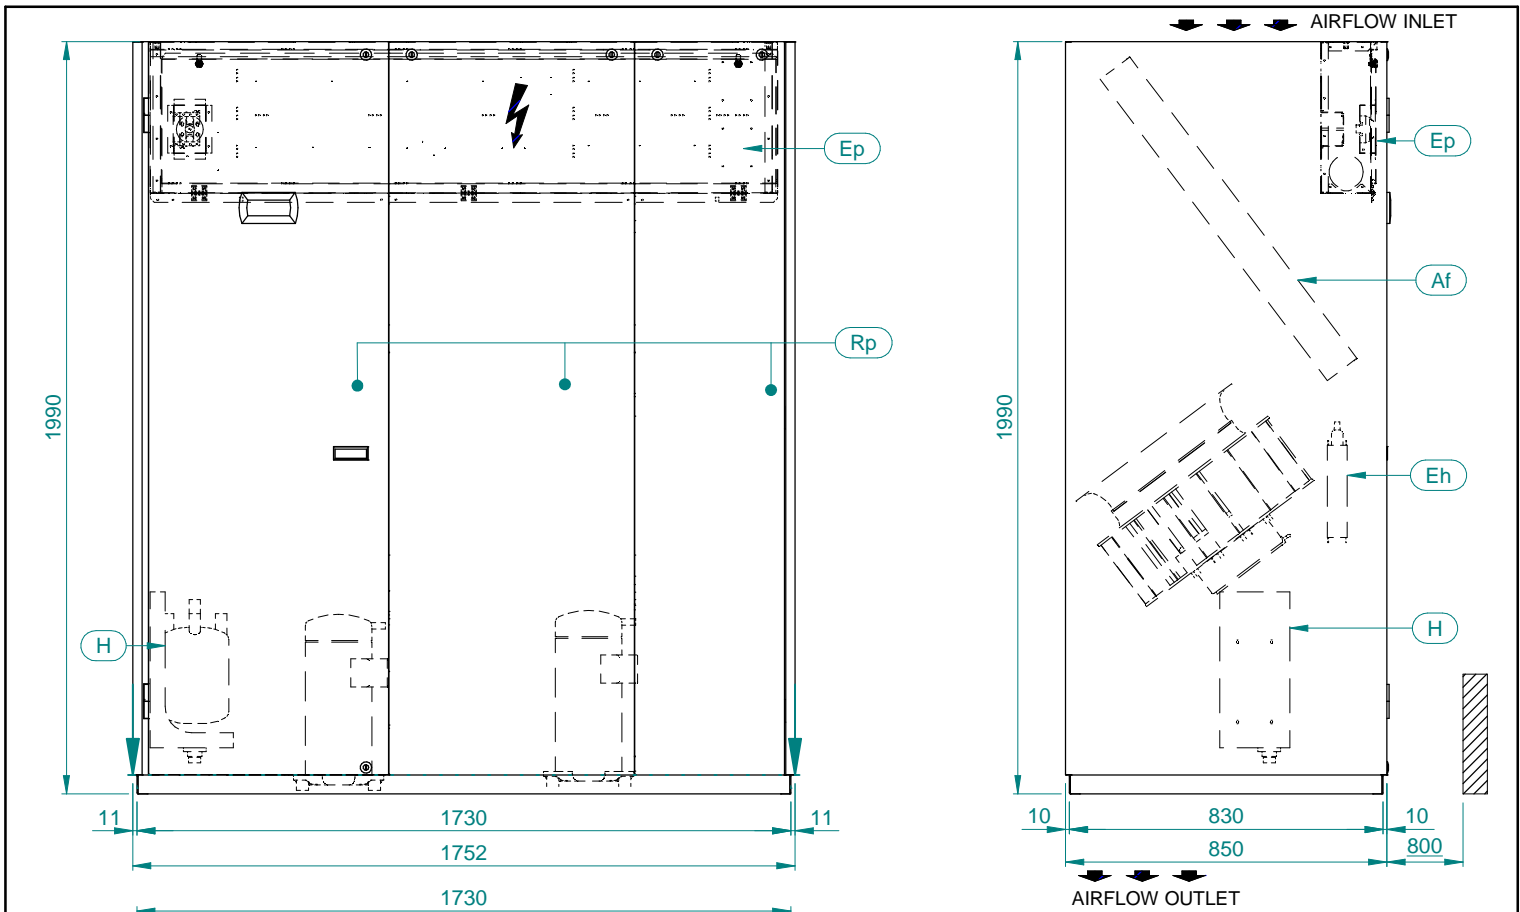 AIRFLOW INLET
Ep
Ep
Af
Rp
1990
1990
Eh
H
H
11
1730
11
10
830
10
1752
850
800
1730
AIRFLOW OUTLET